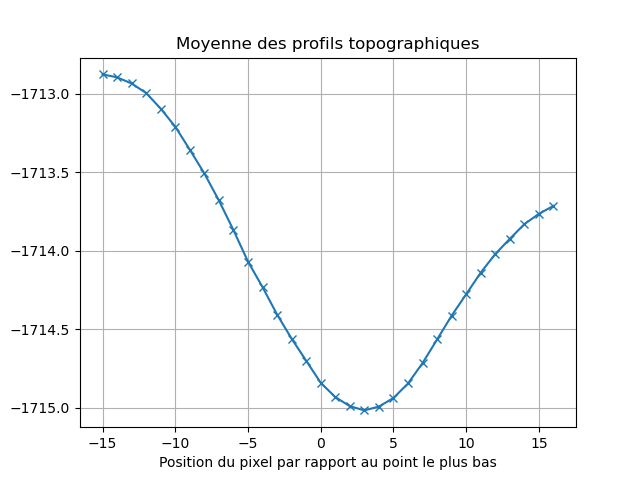 Moyenne des profils topographiques
−1713.0
−1713.5
−1714.0
−1714.5
−1715.0
−15 −10 −5 0 5 10 15
Position du pixel par rapport au point le plus bas